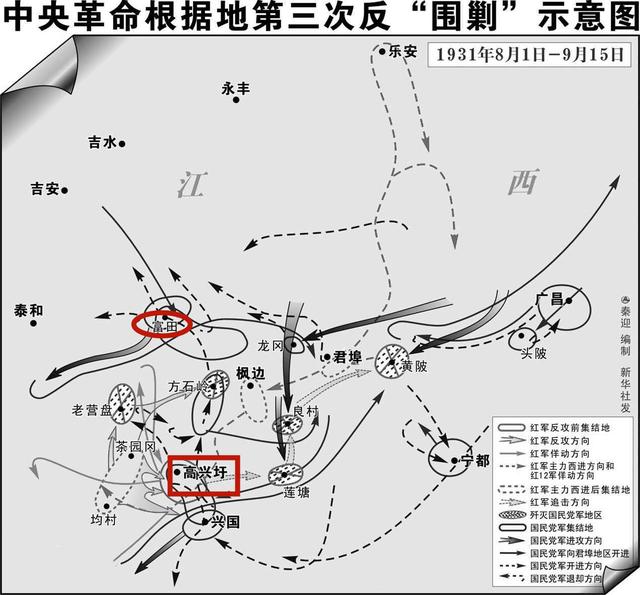 中央革命根据地第三次反“围剿”示意图
1931年8月1日-9月15日
乐安
永丰
吉水
吉安
江
西
泰和
富田
广昌
头陂
龙冈
君埠
黄陂
方石岭
枫边
老营盘
良村
茶园冈
高兴圩
莲塘
宁都
均村
兴国
秦迎 编制 新华社发
红军反攻前集结地
红军反攻方向
红军佯动方向
红军主力西进方向和
红12军佯动方向
红军主力西进后集结地
红军追击方向
歼灭国民党军地区
国民党军集结地
国民党军进攻方向
国民党军向君埠地区开进
国民党军开进方向
国民党军退却方向